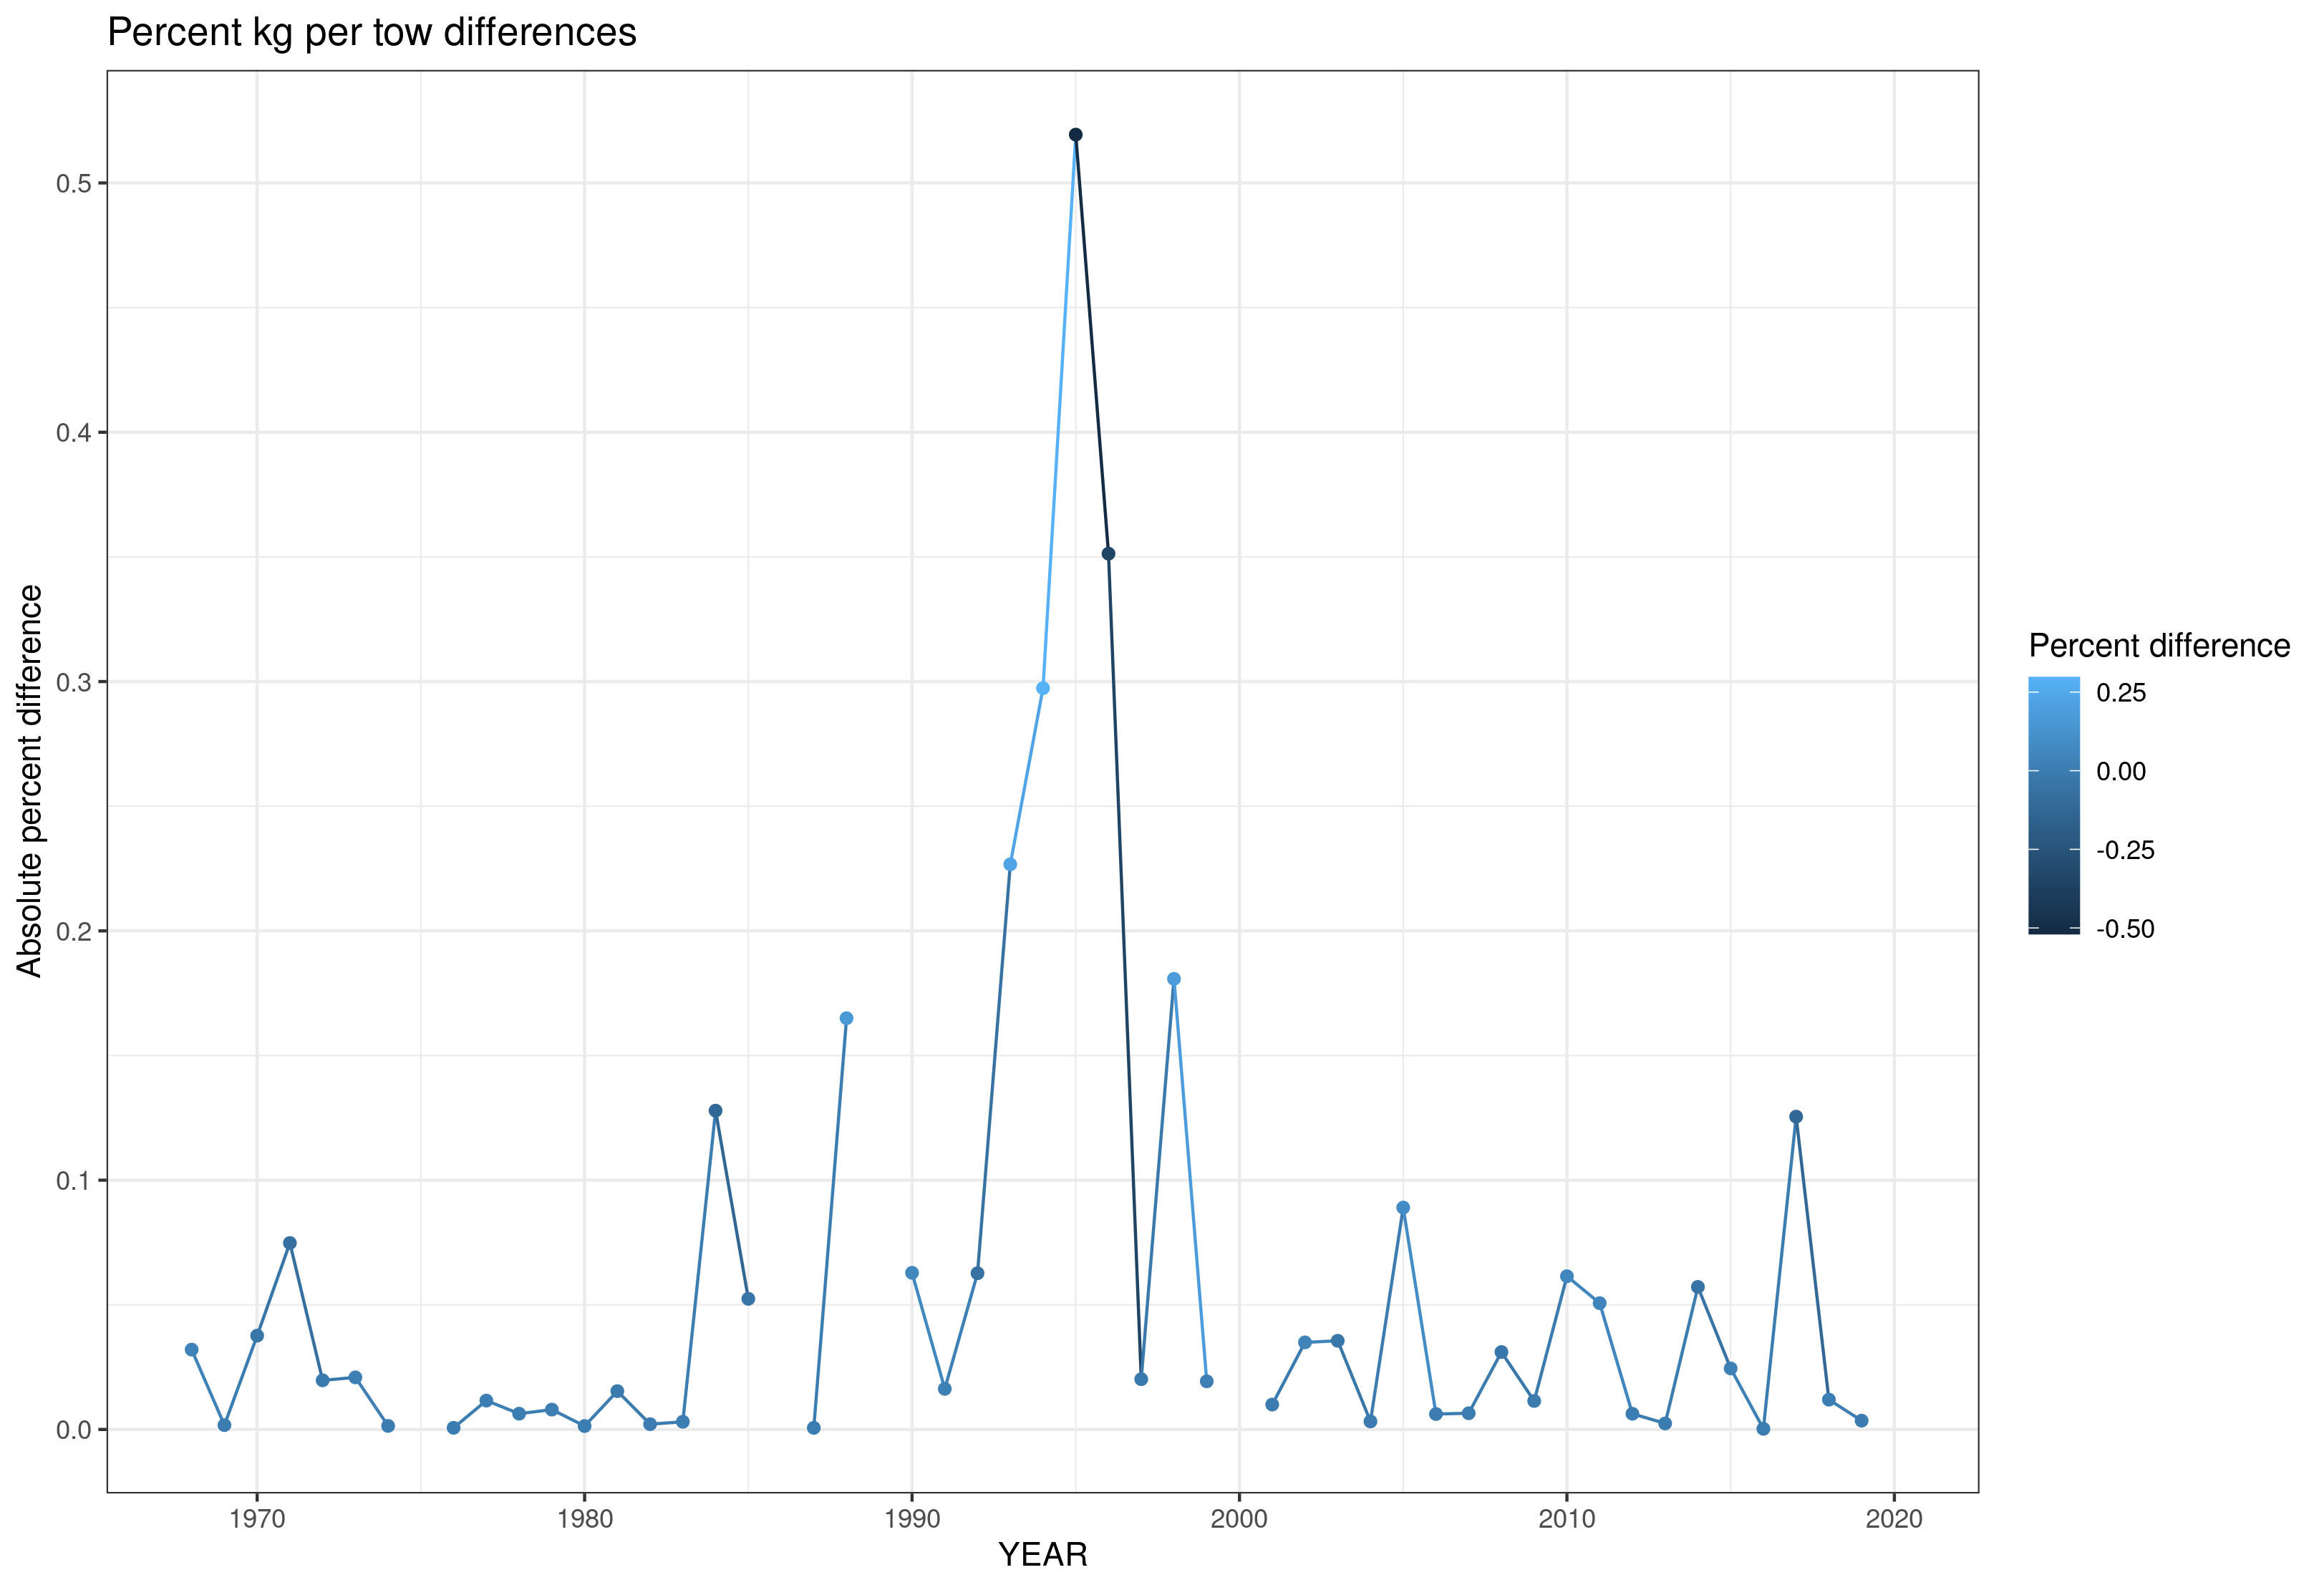 Percent kg per tow differences
Absolute percent difference
0.5
0.4
0.3
0.2
0.1
0.0
1970 1980 1990 2000 2010 2020
YEAR
Percent difference
0.25
0.00
-0.25
-0.50